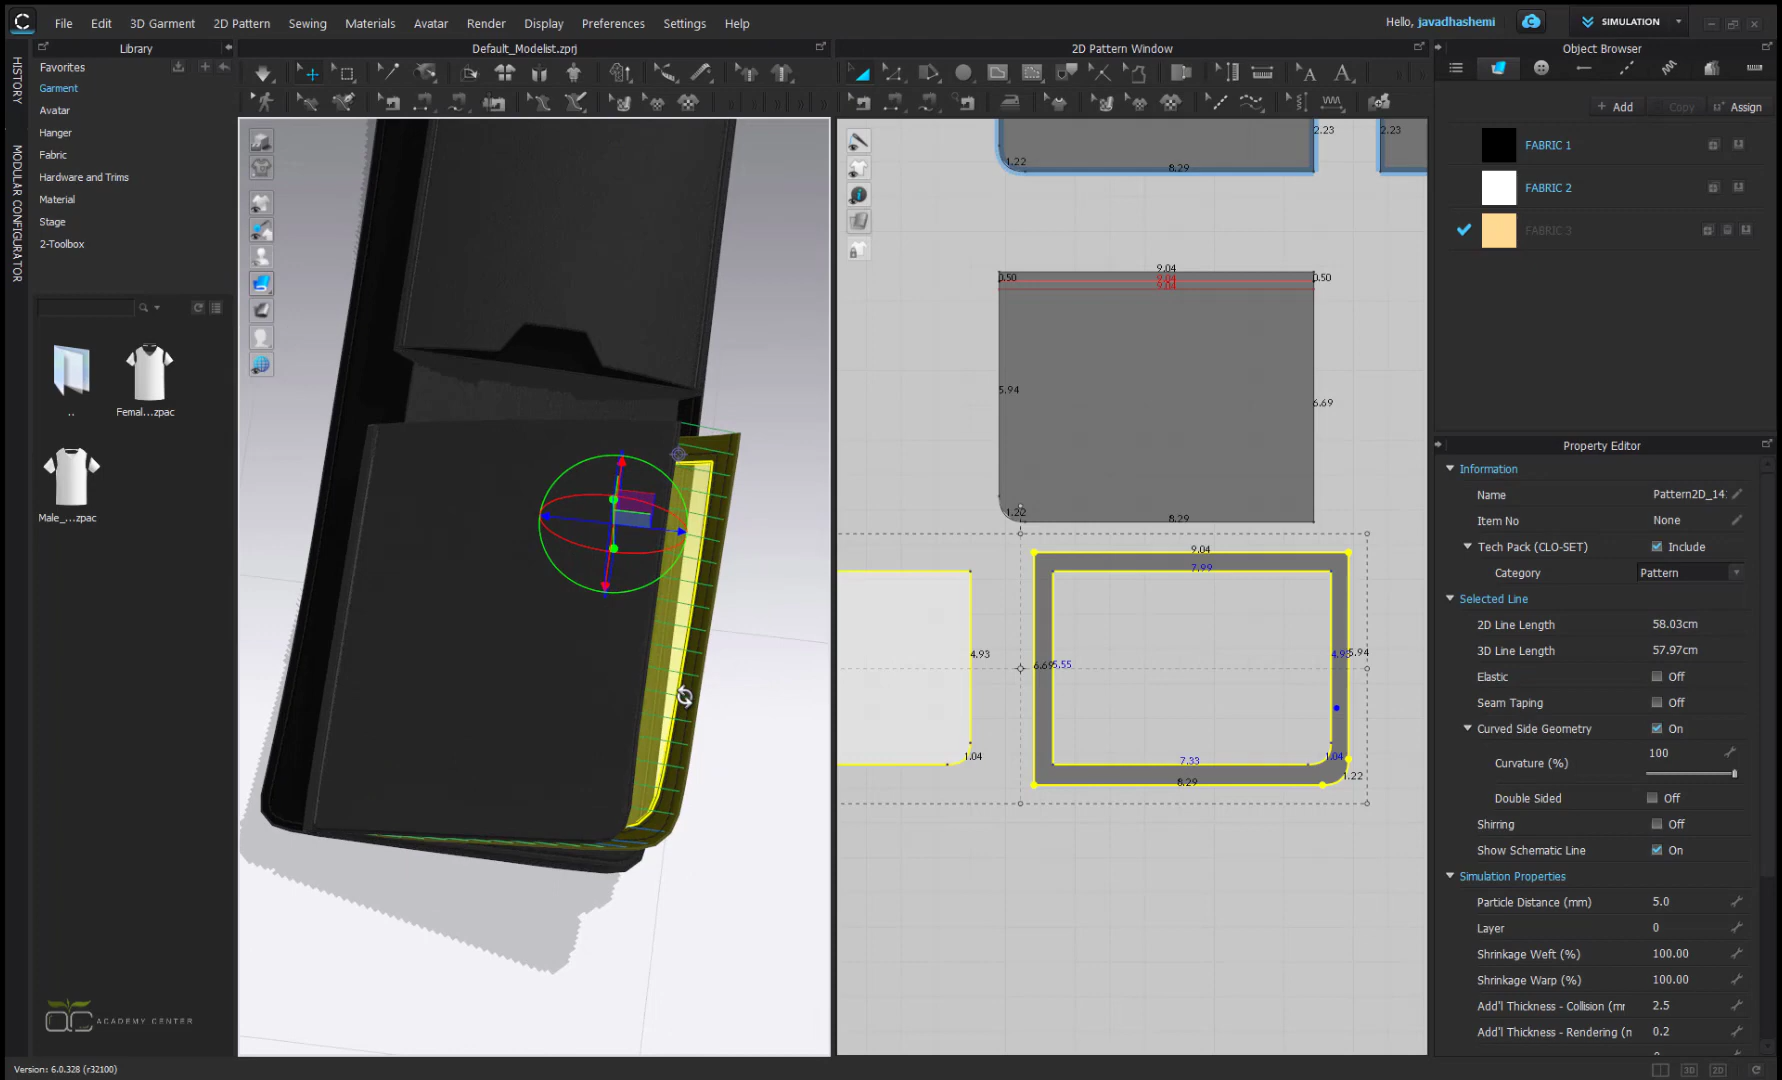 File Edit 3D Garment 2D Pattern Sewing Materials Avatar Render Display Preferences Settings Help
Hello, javadhashemi
SIMULATION
HISTORY
MODULAR CONFIGURATOR
Library
Favorites
Garment
Avatar
Hanger
Fabric
Hardware and Trims
Material
Stage
2-Toolbox
..
Femal...zpac
Male_...zpac
ACADEMY CENTER
Version: 6.0.328 (r32100)
Default_Modelist.zprj
2D Pattern Window
2.23
2.23
1.22
8.29
9.04
0.50
9.04
0.50
9.04
5.94
6.69
1.22
8.29
9.04
7.99
4.93
6.69
5.55
4.93
5.94
1.04
7.33
1.04
8.29
1.22
Object Browser
Add Copy Assign
FABRIC 1
FABRIC 2
FABRIC 3
Property Editor
Information
Name Pattern2D_14
Item No None
Tech Pack (CLO-SET) Include
Category Pattern
Selected Line
2D Line Length 58.03cm
3D Line Length 57.97cm
Elastic Off
Seam Taping Off
Curved Side Geometry On
Curvature (%) 100
Double Sided Off
Shirring Off
Show Schematic Line On
Simulation Properties
Particle Distance (mm) 5.0
Layer 0
Shrinkage Weft (%) 100.00
Shrinkage Warp (%) 100.00
Add'l Thickness - Collision (mr 2.5
Add'l Thickness - Rendering (n 0.2
3D 2D